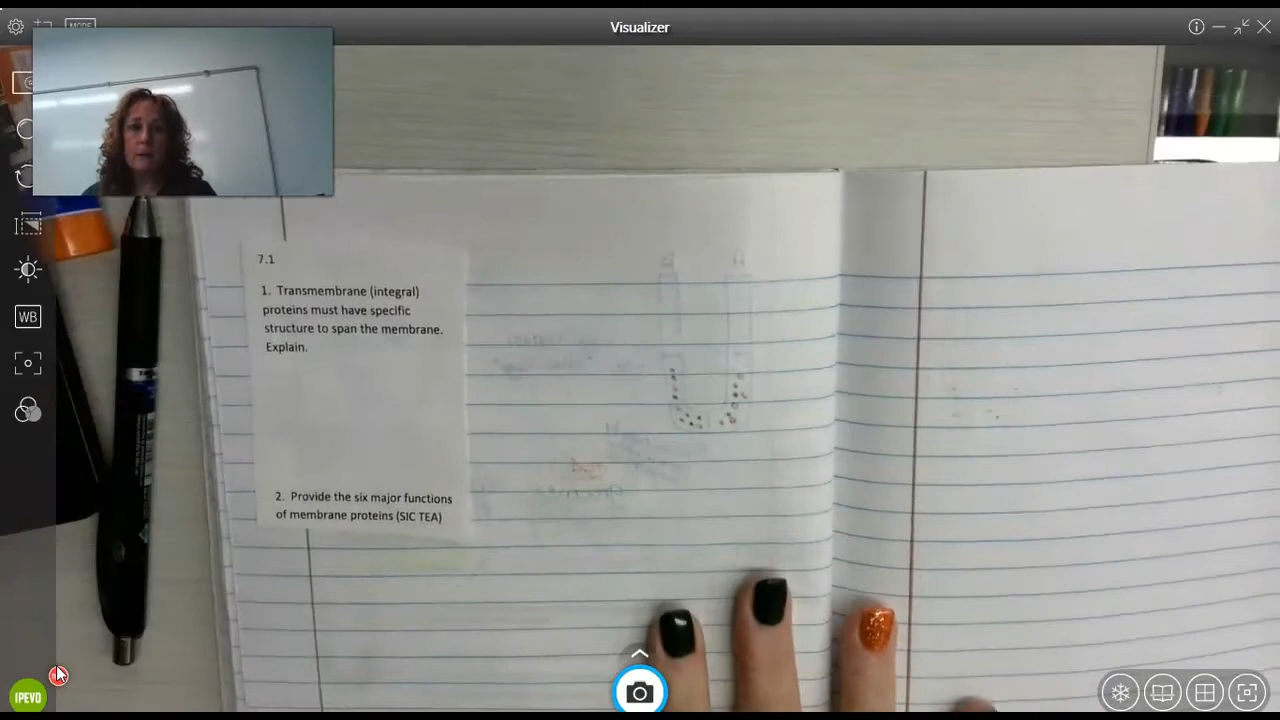 MODE
Visualizer
WB
7.1
1. Transmembrane (integral)
proteins must have specific
structure to span the membrane.
Explain.
2. Provide the six major functions
of membrane proteins (SIC TEA)
IPEVO